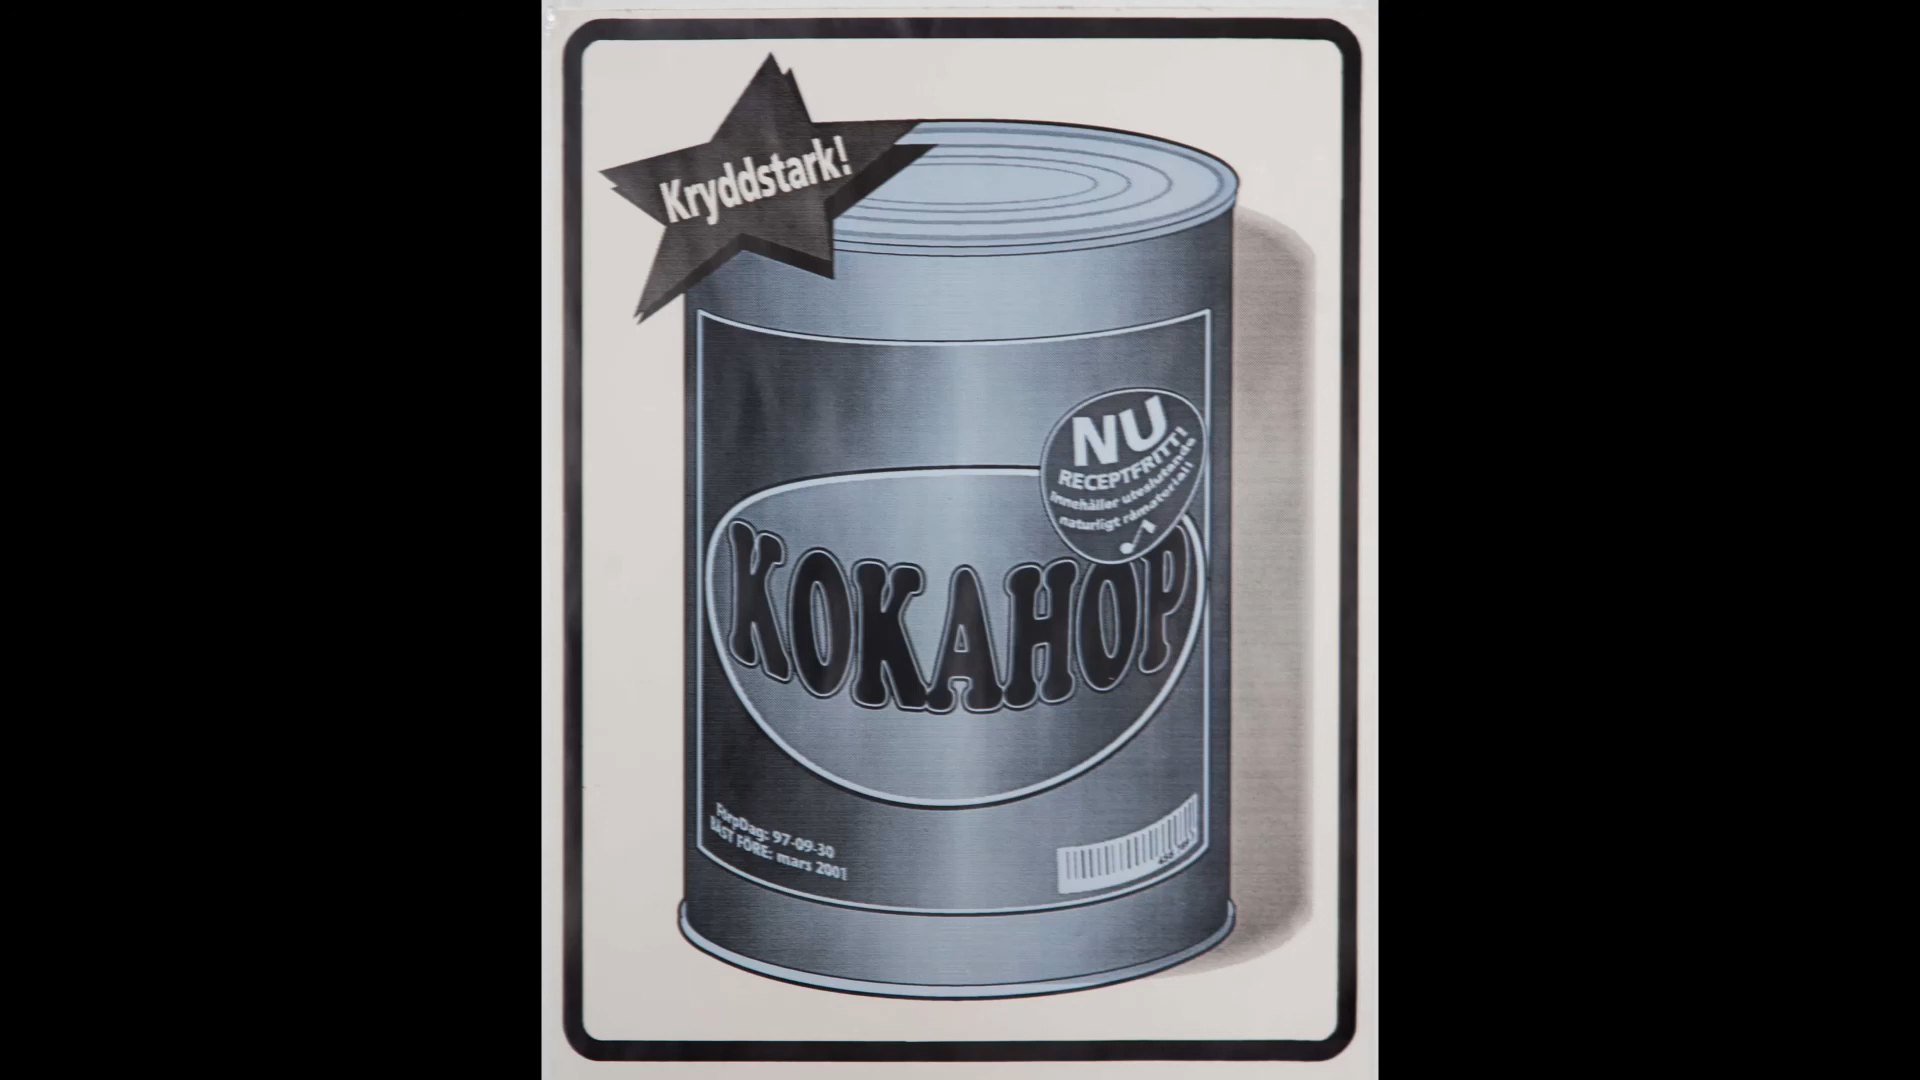 Kryddstark!
NU
RECEPTFRITT!
Innehåller uteslutande
naturligt råmaterial!
KOKAHOP
FörpDag: 97-09-30
BÄST FÖRE: mars 2001